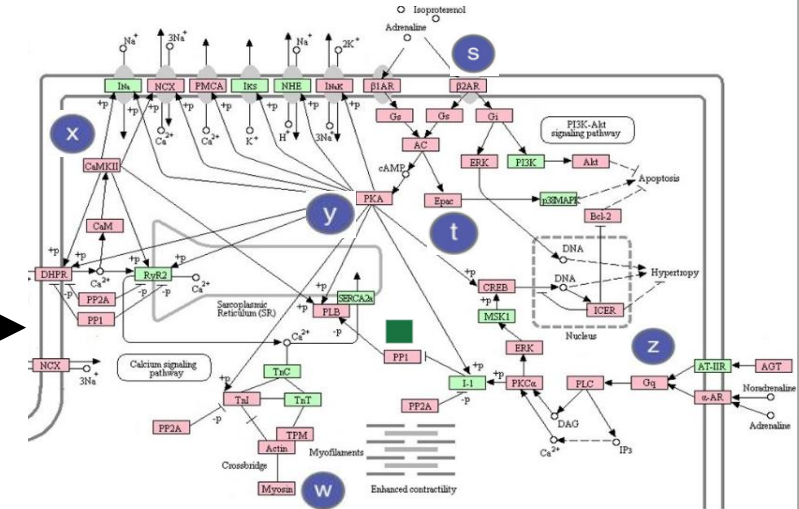 Isoproterenol
Adrenaline
s
Na+
3Na+
Na+
2K+
INa
NCX
PMCA
IKS
NHE
INaK
β1AR
β2AR
+p
+p
+p
+p
+p
+p
Ca2+
Ca2+
K+
H+
3Na+
Gs
Gs
Gi
PI3K-Akt
signaling pathway
x
AC
CaMKII
cAMP
ERK
PI3K
Akt
Apoptosis
PKA
Epac
p38MAPK
y
Bcl-2
CaM
t
+p
+p
DNA
DHPR
Ca2+
RyR2
Ca2+
+p
DNA
Hypertropy
-p
-p
PP2A
CREB
SERCA2a
Sarcoplasmic
Reticulum (SR)
+p
PLB
MSK1
ICER
PP1
-p
Nucleus
Ca2+
z
NCX
3Na+
Calcium signaling
pathway
PP1
ERK
TnC
+p
I-1
+p
PKCα
PLC
Gq
AT-IIR
AGT
+p
TnI
TnT
PP2A
-p
α-AR
Noradrenaline
Adrenaline
PP2A
-p
DAG
TPM
Actin
Myofilaments
Ca2+
IP3
Crossbridge
Myosin
w
Enhanced contractility